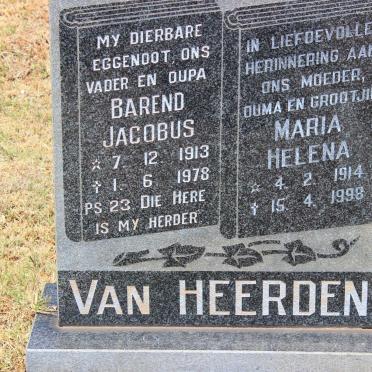 MY DIERBARE
EGGENOOT, ONS
VADER EN OUPA
BAREND
JACOBUS
☆ 7. 12. 1913
✝ 1. 6. 1978
PS 23 DIE HERE
IS MY HERDER.
IN LIEFDEVOLLE
HERINNERING AAN
ONS MOEDER,
OUMA EN
MARIA
HELENA
☆ 4. 2. 1914
✝ 15. 4. 1998
VAN HEERDEN